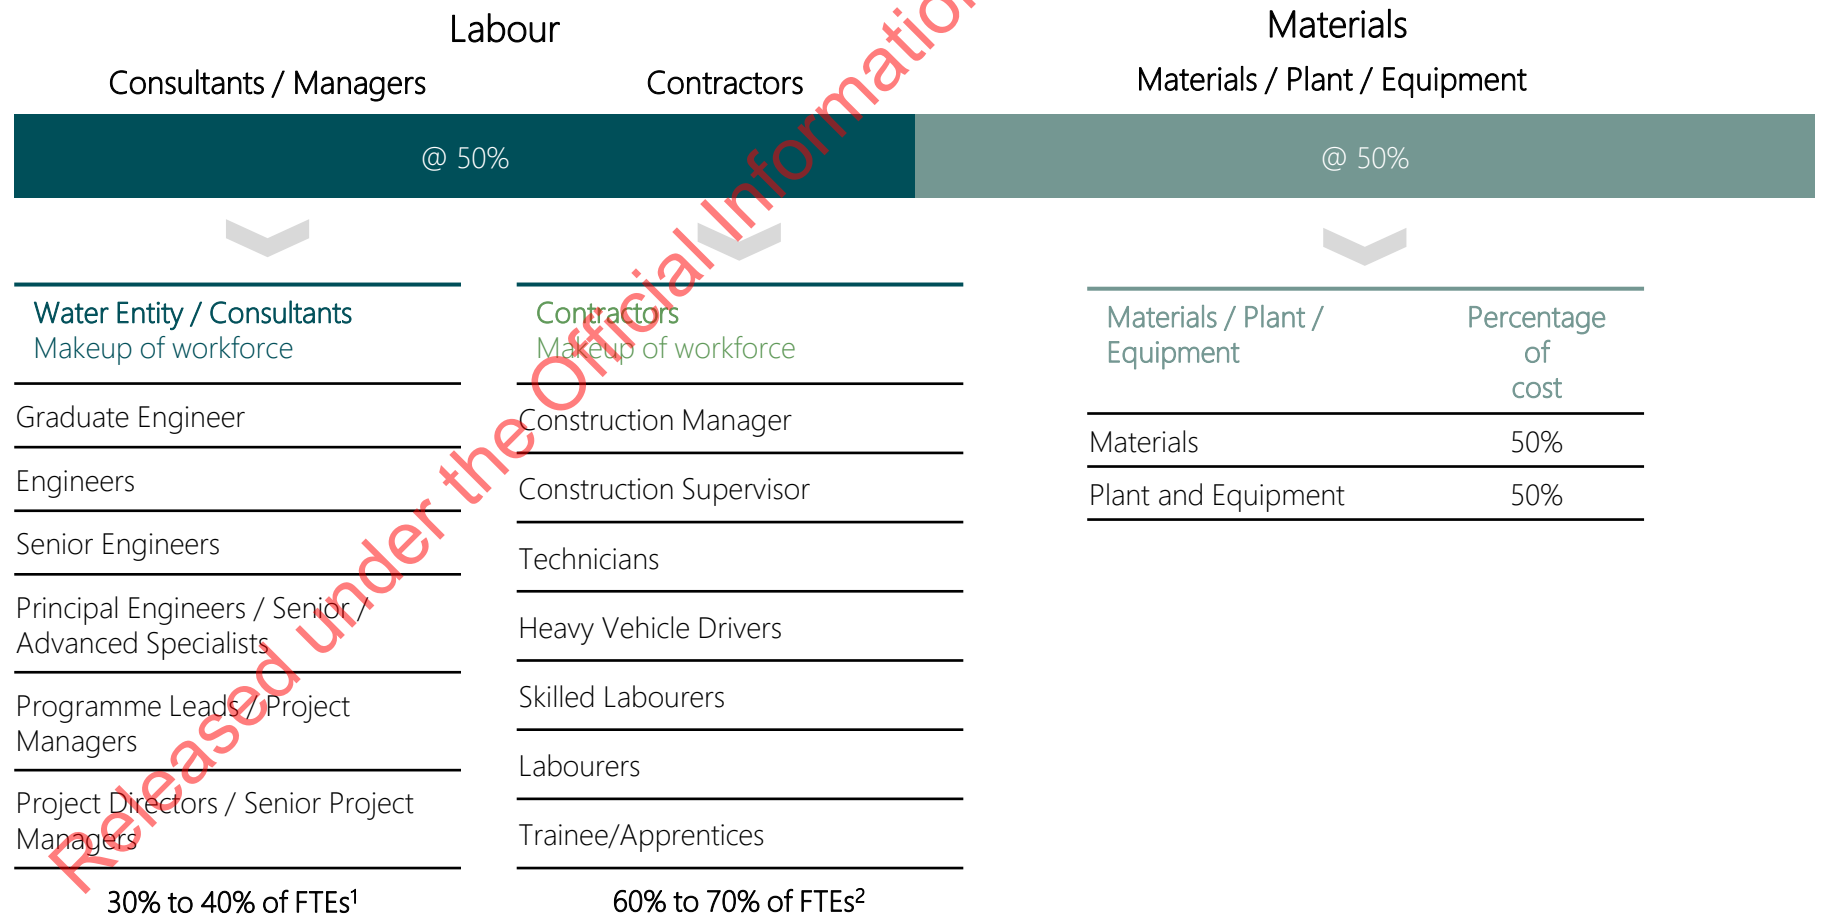 Labour
Materials
Consultants / Managers
Contractors
Materials / Plant / Equipment
@ 50%
@ 50%
Water Entity / Consultants
Makeup of workforce
Graduate Engineer
Engineers
Senior Engineers
Principal Engineers / Senior /
Advanced Specialists
Programme Leads / Project
Managers
Project Directors / Senior Project
Managers
30% to 40% of FTEs¹
Contractors
Makeup of workforce
Construction Manager
Construction Supervisor
Technicians
Heavy Vehicle Drivers
Skilled Labourers
Labourers
Trainee/Apprentices
60% to 70% of FTEs²
Materials / Plant /
Equipment
Percentage
of
cost
Materials 50%
Plant and Equipment 50%
Released under the Official Information